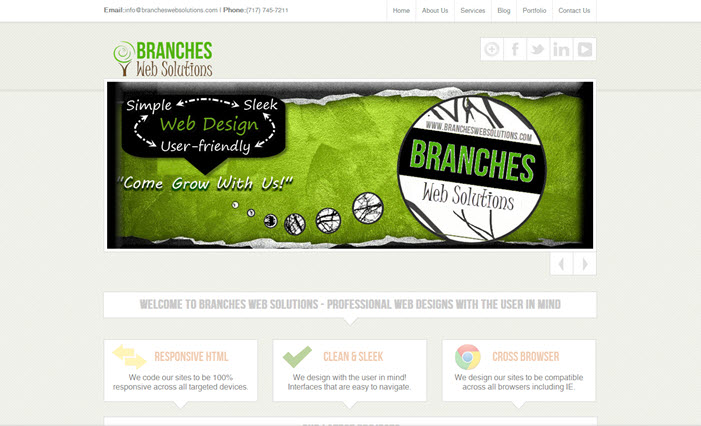 Email:info@brancheswebsolutions.com | Phone:(717) 745-7211
Home About Us Services Blog Portfolio Contact Us
BRANCHES
Web Solutions
Simple Sleek
Web Design
User-friendly
"Come Grow With Us!"
WWW.BRANCHESWEBSOLUTIONS.COM
BRANCHES
Web Solutions
WELCOME TO BRANCHES WEB SOLUTIONS - PROFESSIONAL WEB DESIGNS WITH THE USER IN MIND
RESPONSIVE HTML
We code our sites to be 100%
responsive across all targeted devices.
CLEAN & SLEEK
We design with the user in mind!
Interfaces that are easy to navigate.
CROSS BROWSER
We design our sites to be compatible
across all browsers including IE.